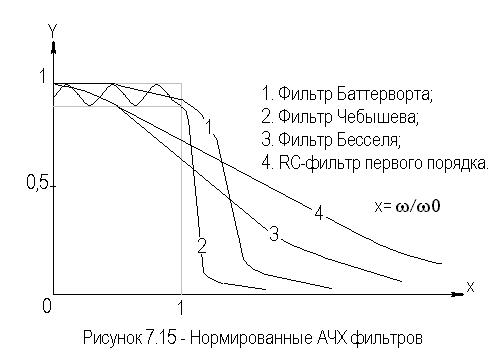 Y
1
1. Фильтр Баттерворта;
2. Фильтр Чебышева;
3. Фильтр Бесселя;
4. RC-фильтр первого порядка.
1
0,5
x= ω/ω0
4
3
2
0
1
x
Рисунок 7.15 - Нормированные АЧХ фильтров